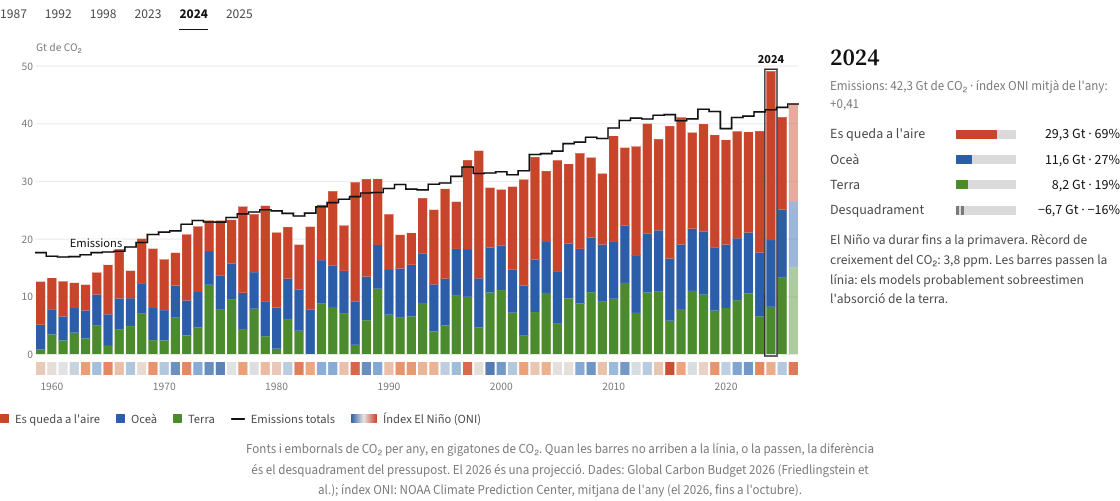 1987 1992 1998 2023 2024 2025
Gt de CO₂
50
40
30
20
10
0
Emissions
2024
1960 1970 1980 1990 2000 2010 2020
Es queda a l'aire Oceà Terra Emissions totals Índex El Niño (ONI)
2024
Emissions: 42,3 Gt de CO₂ · índex ONI mitjà de l'any:
+0,41
Es queda a l'aire 29,3 Gt · 69%
Oceà 11,6 Gt · 27%
Terra 8,2 Gt · 19%
Desquadrament −6,7 Gt · −16%
El Niño va durar fins a la primavera. Rècord de
creixement del CO₂: 3,8 ppm. Les barres passen la
línia: els models probablement sobreestimen
l'absorció de la terra.
Fonts i embornals de CO₂ per any, en gigatones de CO₂. Quan les barres no arriben a la línia, o la passen, la diferència
és el desquadrament del pressupost. El 2026 és una projecció. Dades: Global Carbon Budget 2026 (Friedlingstein et
al.); índex ONI: NOAA Climate Prediction Center, mitjana de l'any (el 2026, fins a l'octubre).